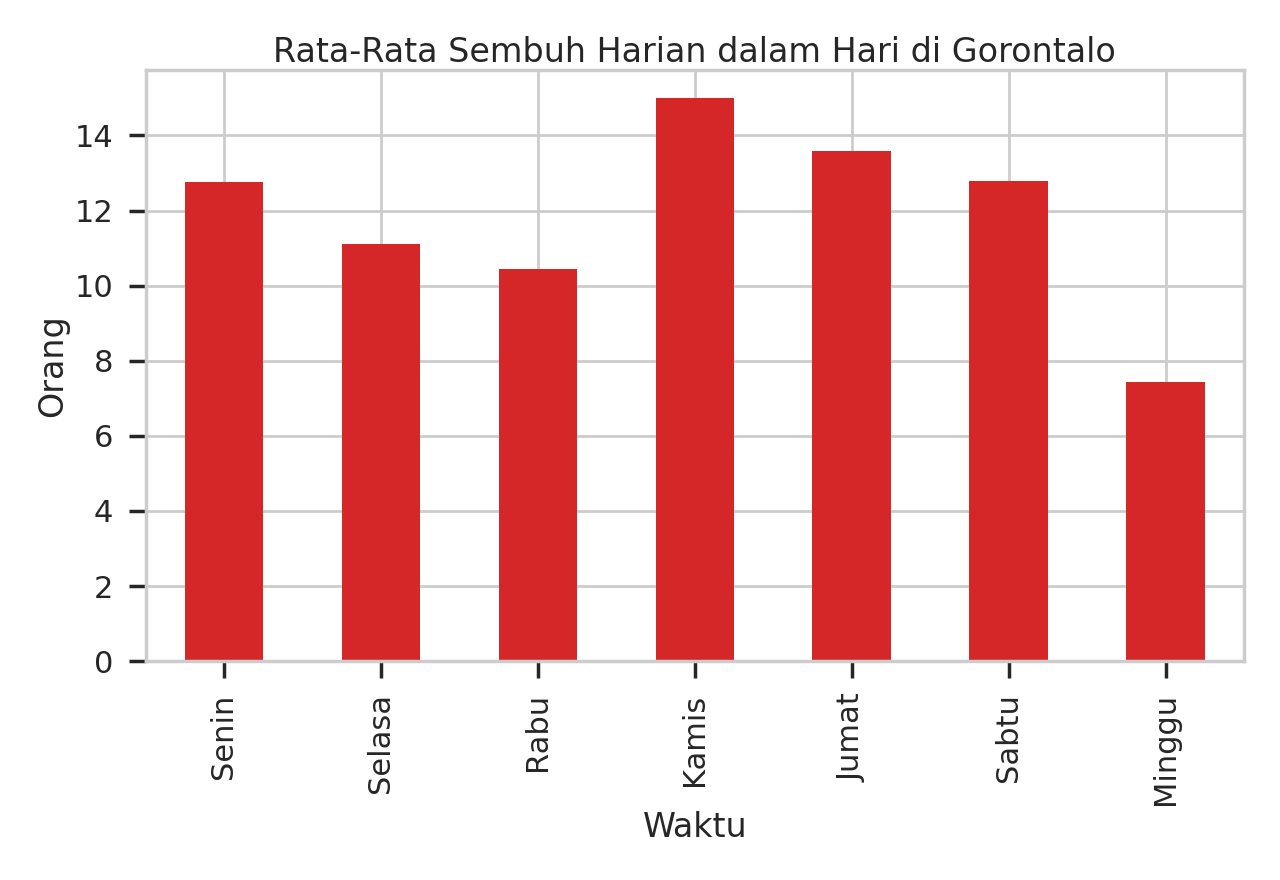 Rata-Rata Sembuh Harian dalam Hari di Gorontalo
14
12
10
8
6
4
2
0
Orang
Senin
Selasa
Rabu
Kamis
Jumat
Sabtu
Minggu
Waktu